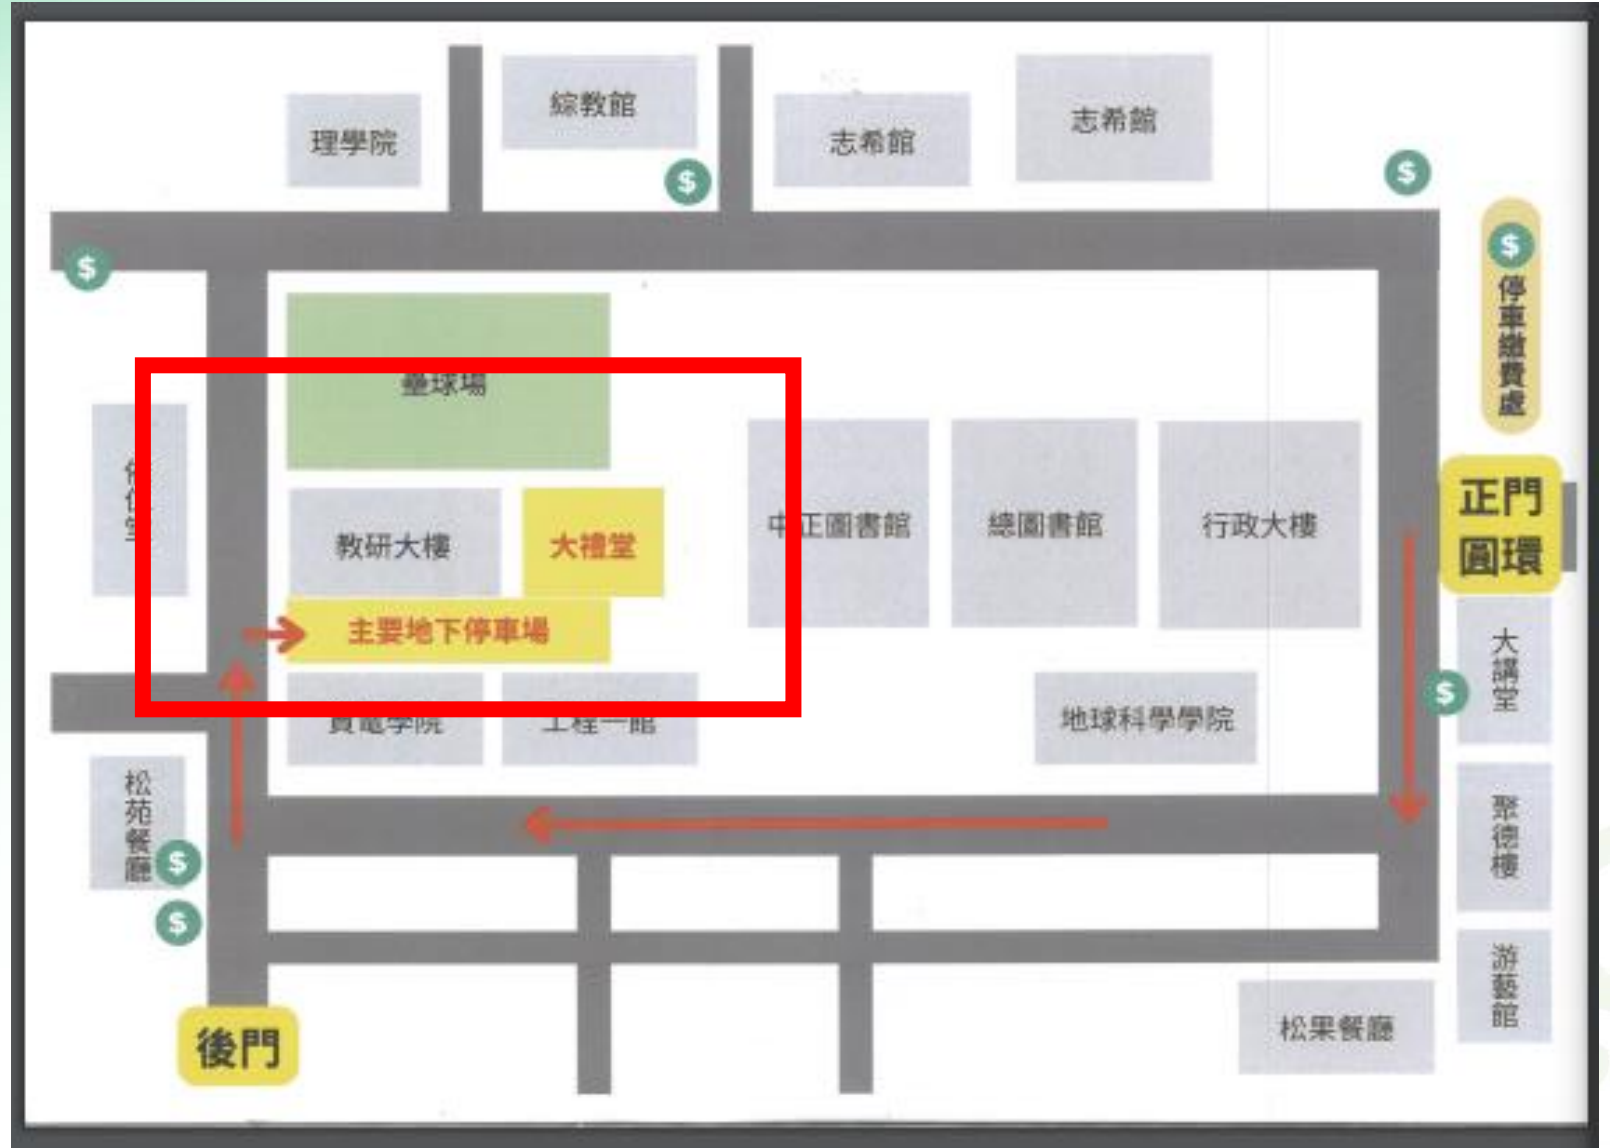 綜教館
理學院
志希館
志希館
$
$
$
$
停車繳費處
壘球場
中正圖書館
總圖書館
行政大樓
正門
圓環
教研大樓
大禮堂
主要地下停車場
資電學院
工程一館
地球科學學院
$
大講堂
松苑餐廳
$
$
聚德樓
游藝館
松果餐廳
後門